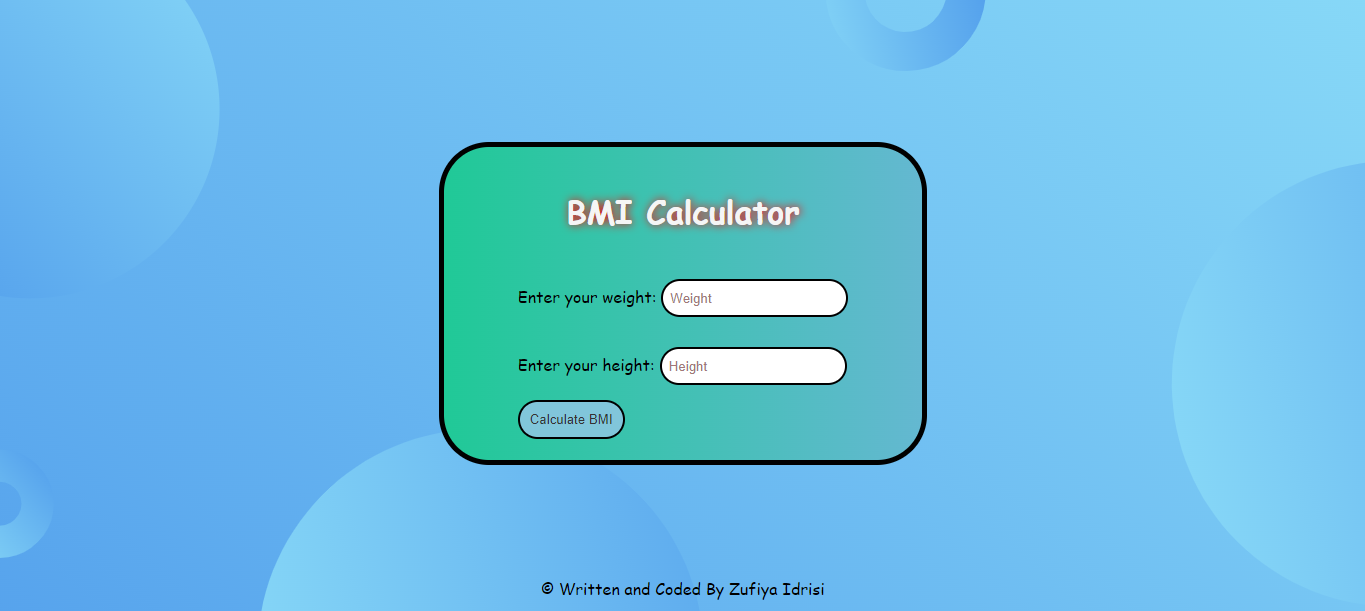 BMI Calculator
Enter your weight: Weight
Enter your height: Height
Calculate BMI
© Written and Coded By Zufiya Idrisi